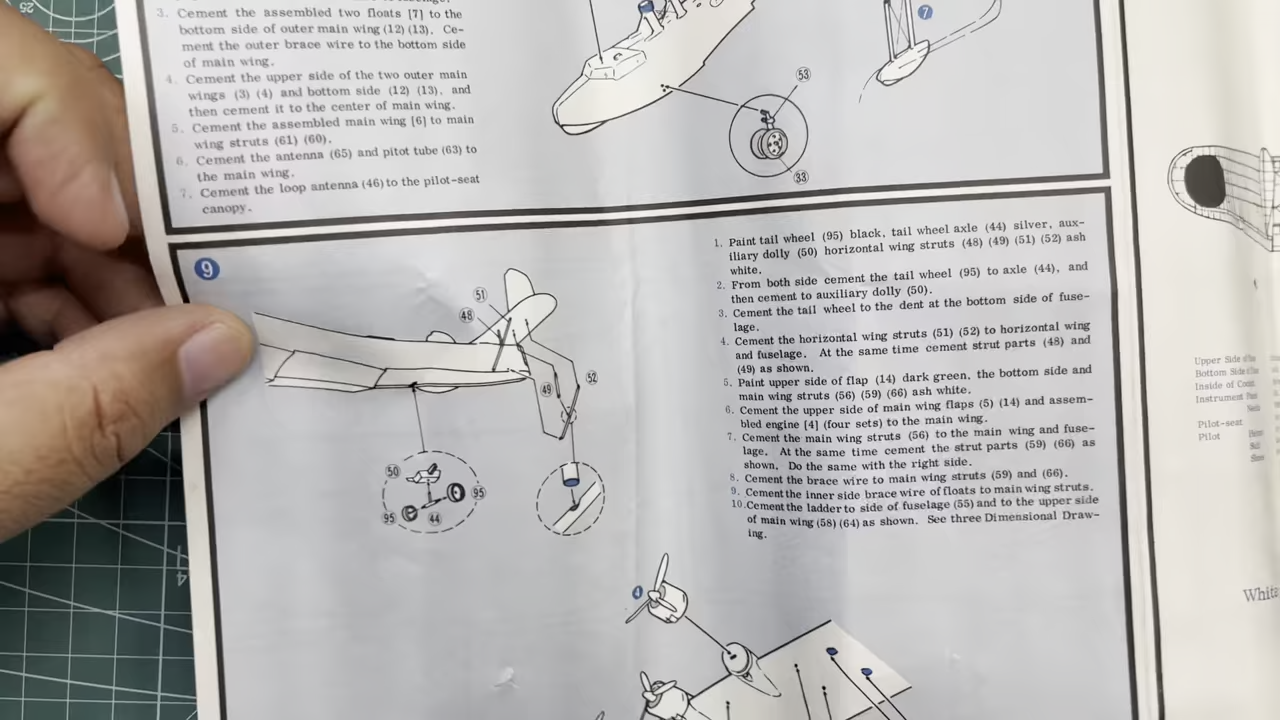 3. Cement the assembled two floats [7] to the
bottom side of outer main wing (12) (13). Ce-
ment the outer brace wire to the bottom side
of main wing.
4. Cement the upper side of the two outer main
wings (3) (4) and bottom side (12) (13), and
then cement it to the center of main wing.
5. Cement the assembled main wing [6] to main
wing struts (61) (60).
6. Cement the antenna (65) and pitot tube (63) to
the main wing.
7. Cement the loop antenna (46) to the pilot-seat
canopy.
7
53
33
9
51
48
49
52
50
95
95
44
1. Paint tail wheel (95) black, tail wheel axle (44) silver, aux-
iliary dolly (50) horizontal wing struts (48) (49) (51) (52) ash
white.
2. From both side cement the tail wheel (95) to axle (44), and
then cement to auxiliary dolly (50).
3. Cement the tail wheel to the dent at the bottom side of fuse-
lage.
4. Cement the horizontal wing struts (51) (52) to horizontal wing
and fuselage. At the same time cement strut parts (48) and
(49) as shown.
5. Paint upper side of flap (14) dark green, the bottom side and
main wing struts (56) (59) (66) ash white.
6. Cement the upper side of main wing flaps (5) (14) and assem-
bled engine [4] (four sets) to the main wing.
7. Cement the main wing struts (56) to the main wing and fuse-
lage. At the same time cement the strut parts (59) (66) as
shown. Do the same with the right side.
8. Cement the brace wire to main wing struts (59) and (66).
9. Cement the inner side brace wire of floats to main wing struts.
10. Cement the ladder to side of fuselage (55) and to the upper side
of main wing (58) (64) as shown. See three Dimensional Draw-
ing.
4
Upper Side of
Bottom Side of
Inside of
Instrument
Pilot-seat
Pilot
25